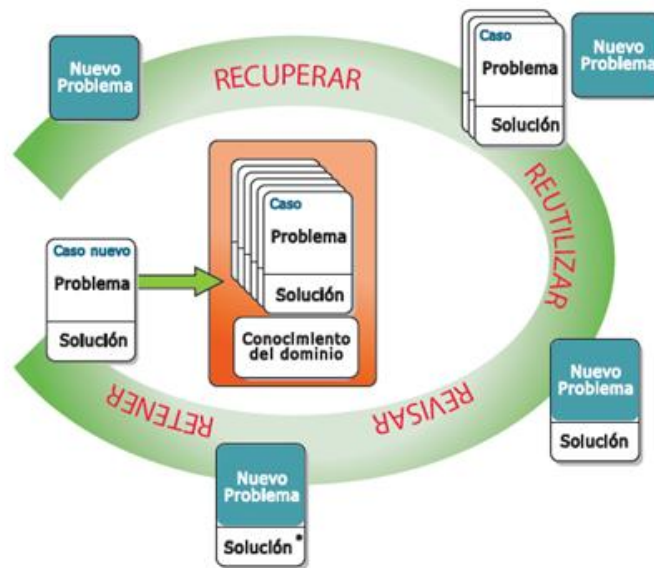 Nuevo
Problema
RECUPERAR
Caso
Problema
Solución
Nuevo
Problema
REUTILIZAR
Caso
Problema
Solución
Conocimiento
del dominio
Caso nuevo
Problema
Solución
Nuevo
Problema
Solución
REVISAR
Nuevo
Problema
Solución*
RETENER